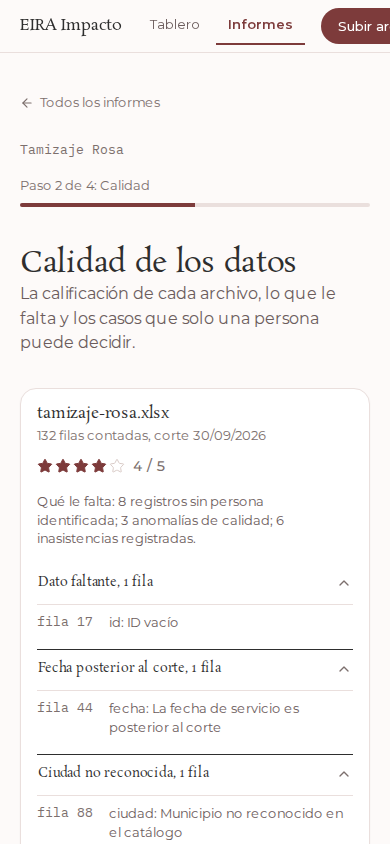 EIRA Impacto
Tablero
Informes
Subir ar
← Todos los informes
Tamizaje Rosa
Paso 2 de 4: Calidad
Calidad de los datos
La calificación de cada archivo, lo que le
falta y los casos que solo una persona
puede decidir.
tamizaje-rosa.xlsx
132 filas contadas, corte 30/09/2026
4 / 5
Qué le falta: 8 registros sin persona
identificada; 3 anomalías de calidad; 6
inasistencias registradas.
Dato faltante, 1 fila
fila 17 id: ID vacío
Fecha posterior al corte, 1 fila
fila 44 fecha: La fecha de servicio es
posterior al corte
Ciudad no reconocida, 1 fila
fila 88 ciudad: Municipio no reconocido en
el catálogo